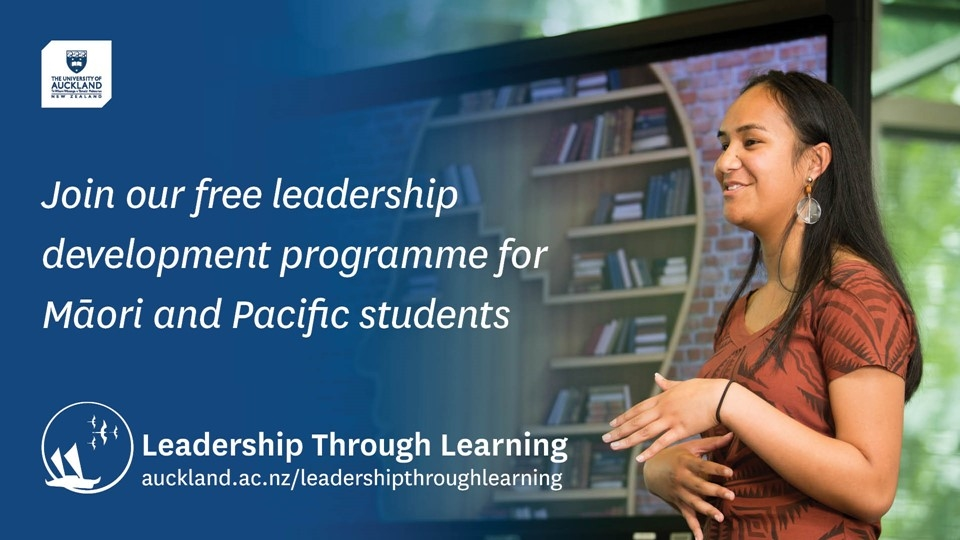 THE UNIVERSITY OF
AUCKLAND
NEW ZEALAND
Join our free leadership
development programme for
Māori and Pacific students
Leadership Through Learning
auckland.ac.nz/leadershipthroughlearning